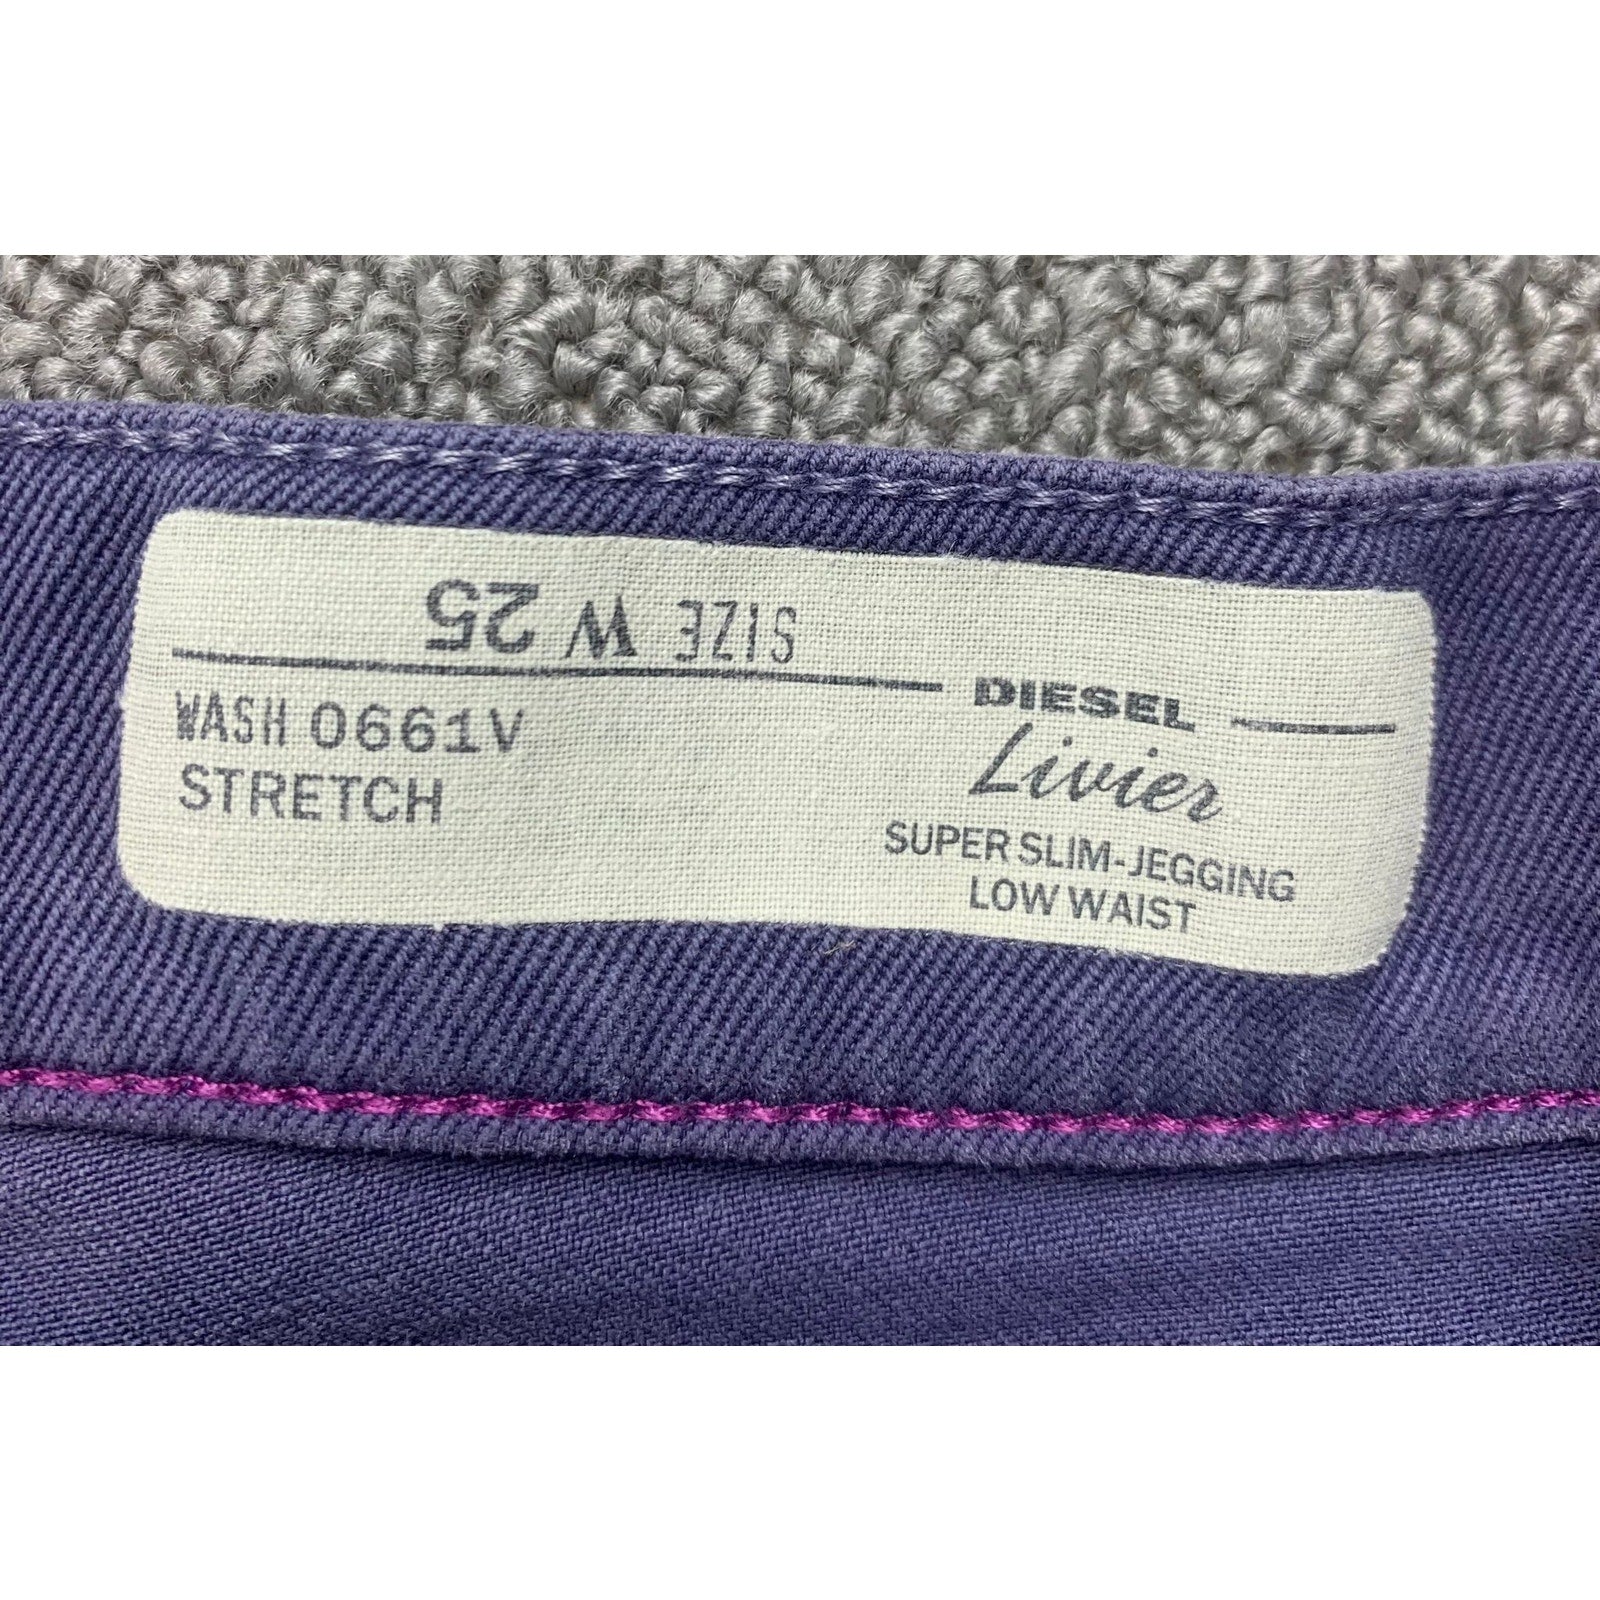 SIZE W 25
WASH 0661V
STRETCH
DIESEL
Livier
SUPER SLIM-JEGGING
LOW WAIST